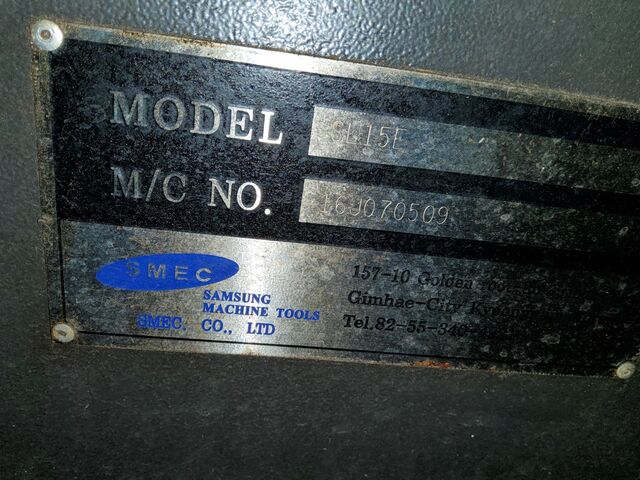 MODEL SL15E
M/C NO. 16J070509
SMEC
SAMSUNG
MACHINE TOOLS
SMEC. CO., LTD
157-10 Golden
Gimhae-City
Tel.82-55-340